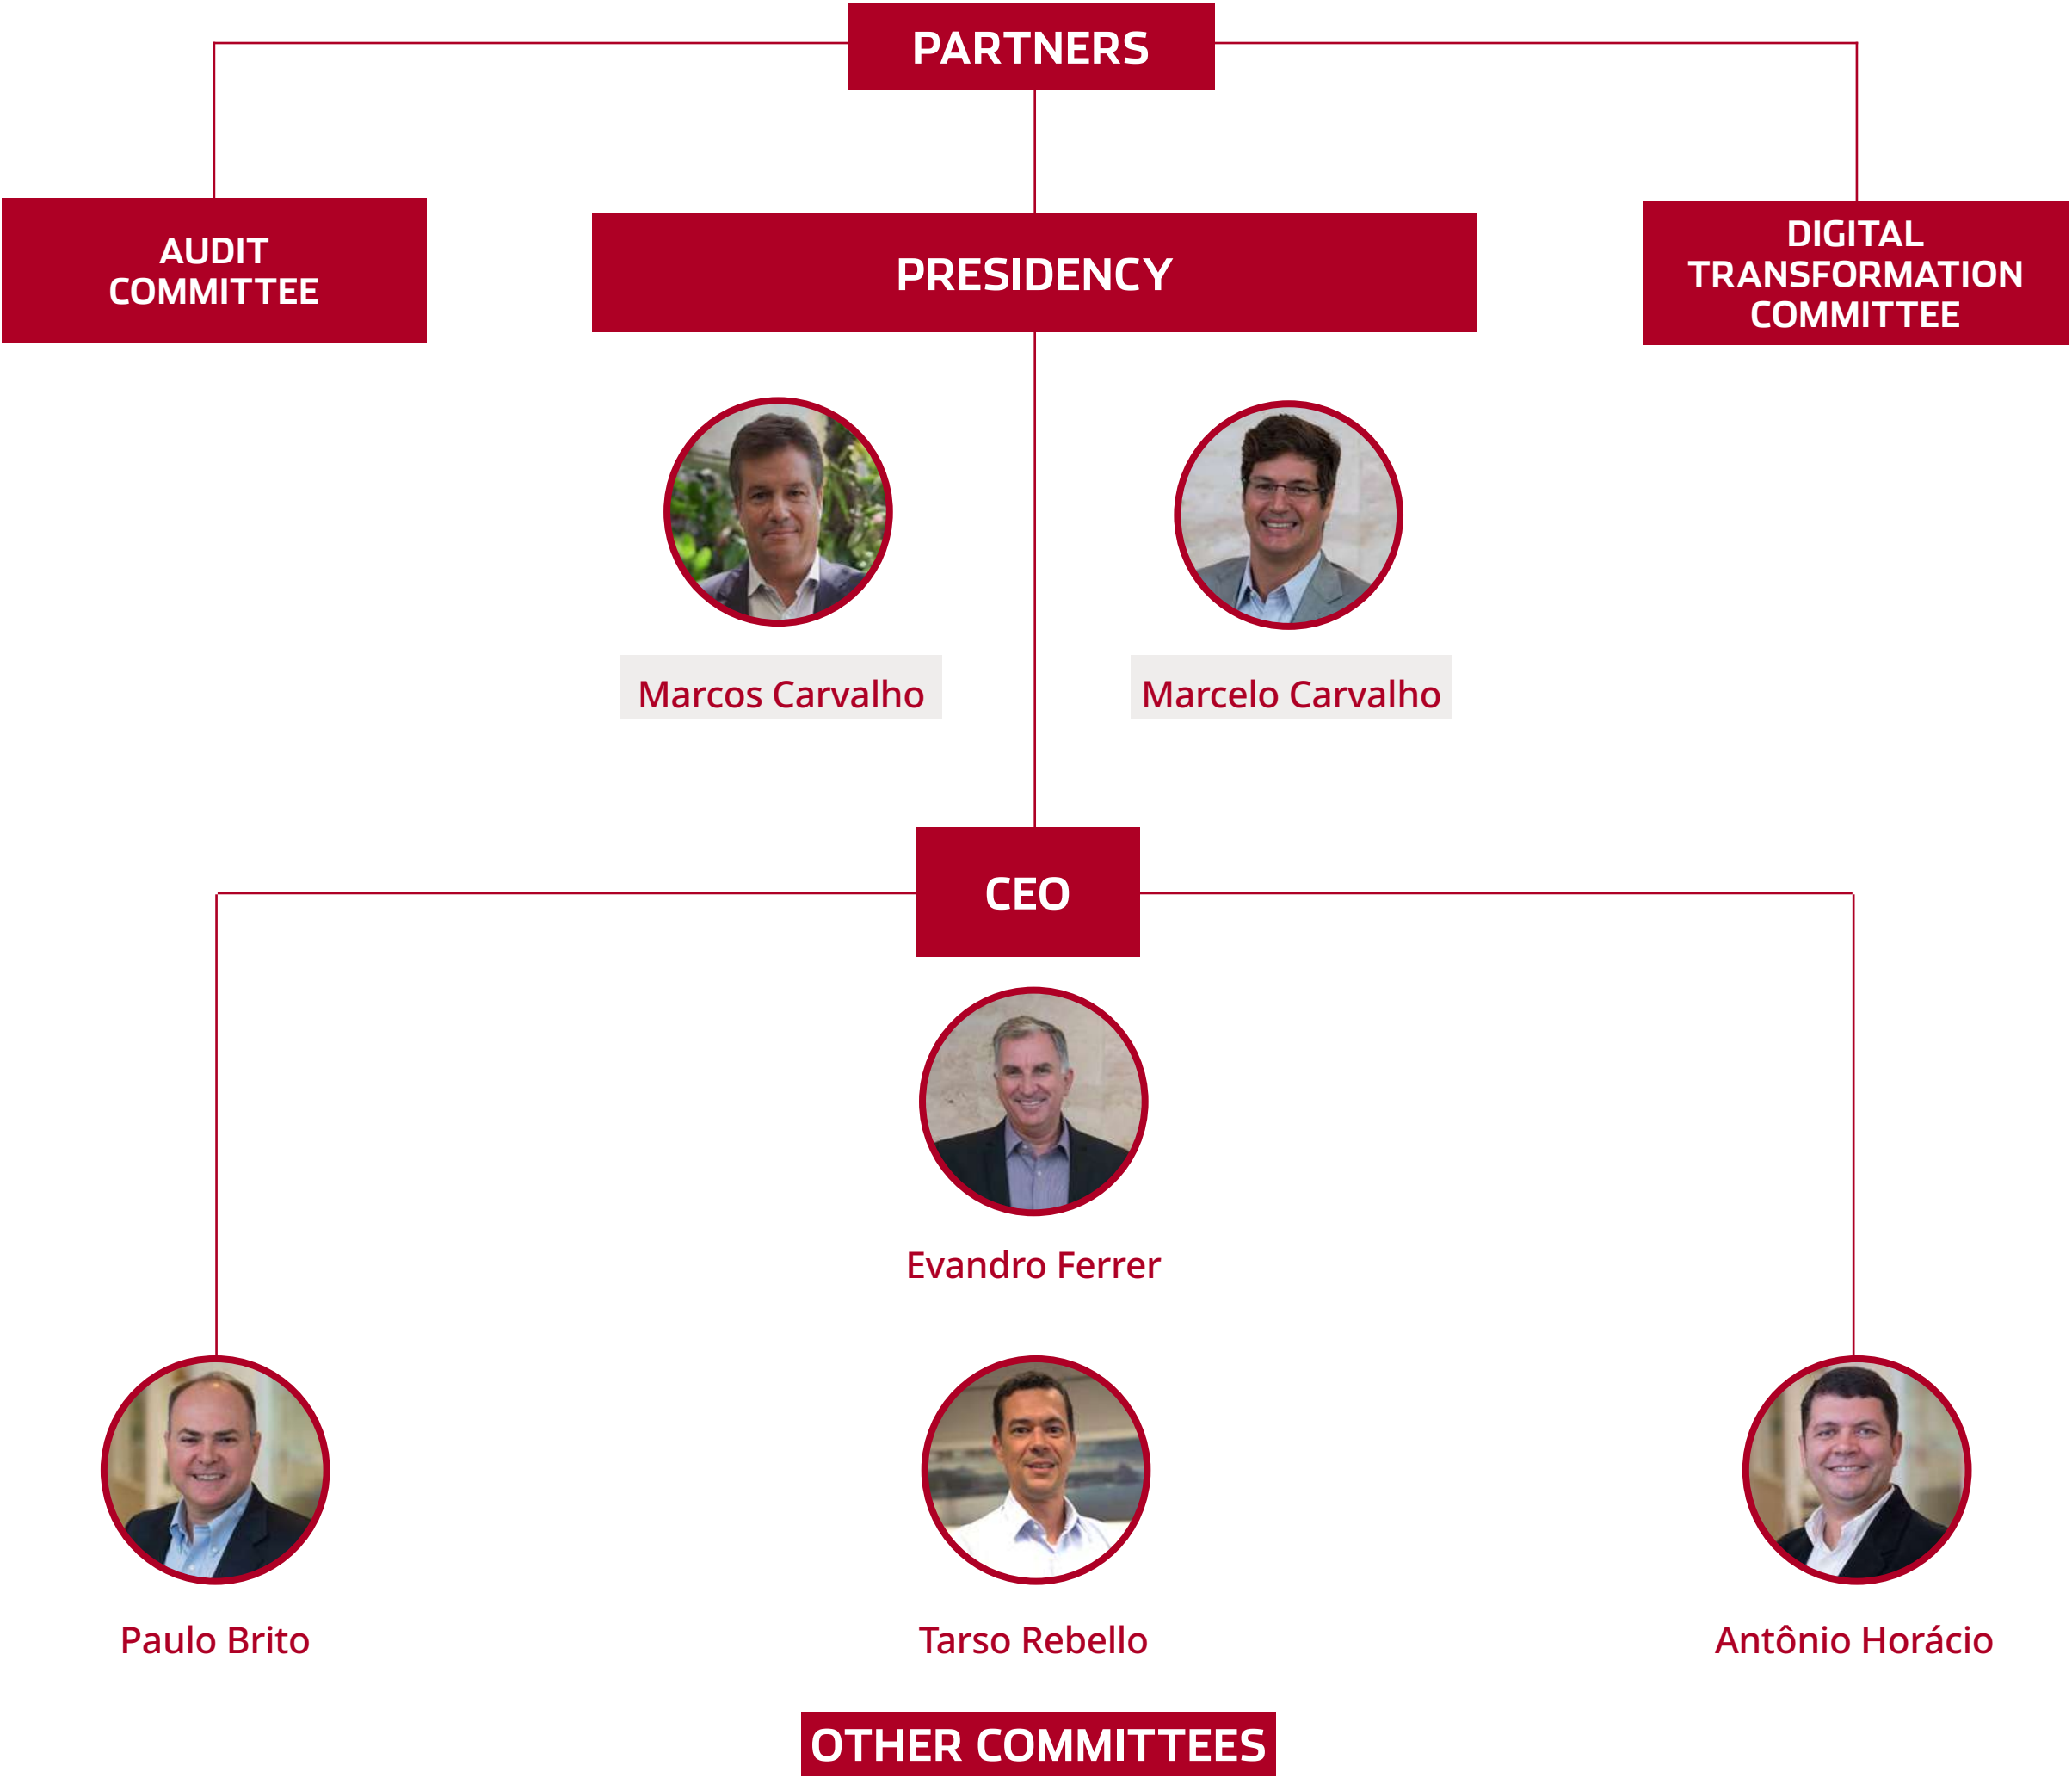 PARTNERS
AUDIT
COMMITTEE
PRESIDENCY
DIGITAL
TRANSFORMATION
COMMITTEE
Marcos Carvalho
Marcelo Carvalho
CEO
Evandro Ferrer
Paulo Brito
Tarso Rebello
Antônio Horácio
OTHER COMMITTEES